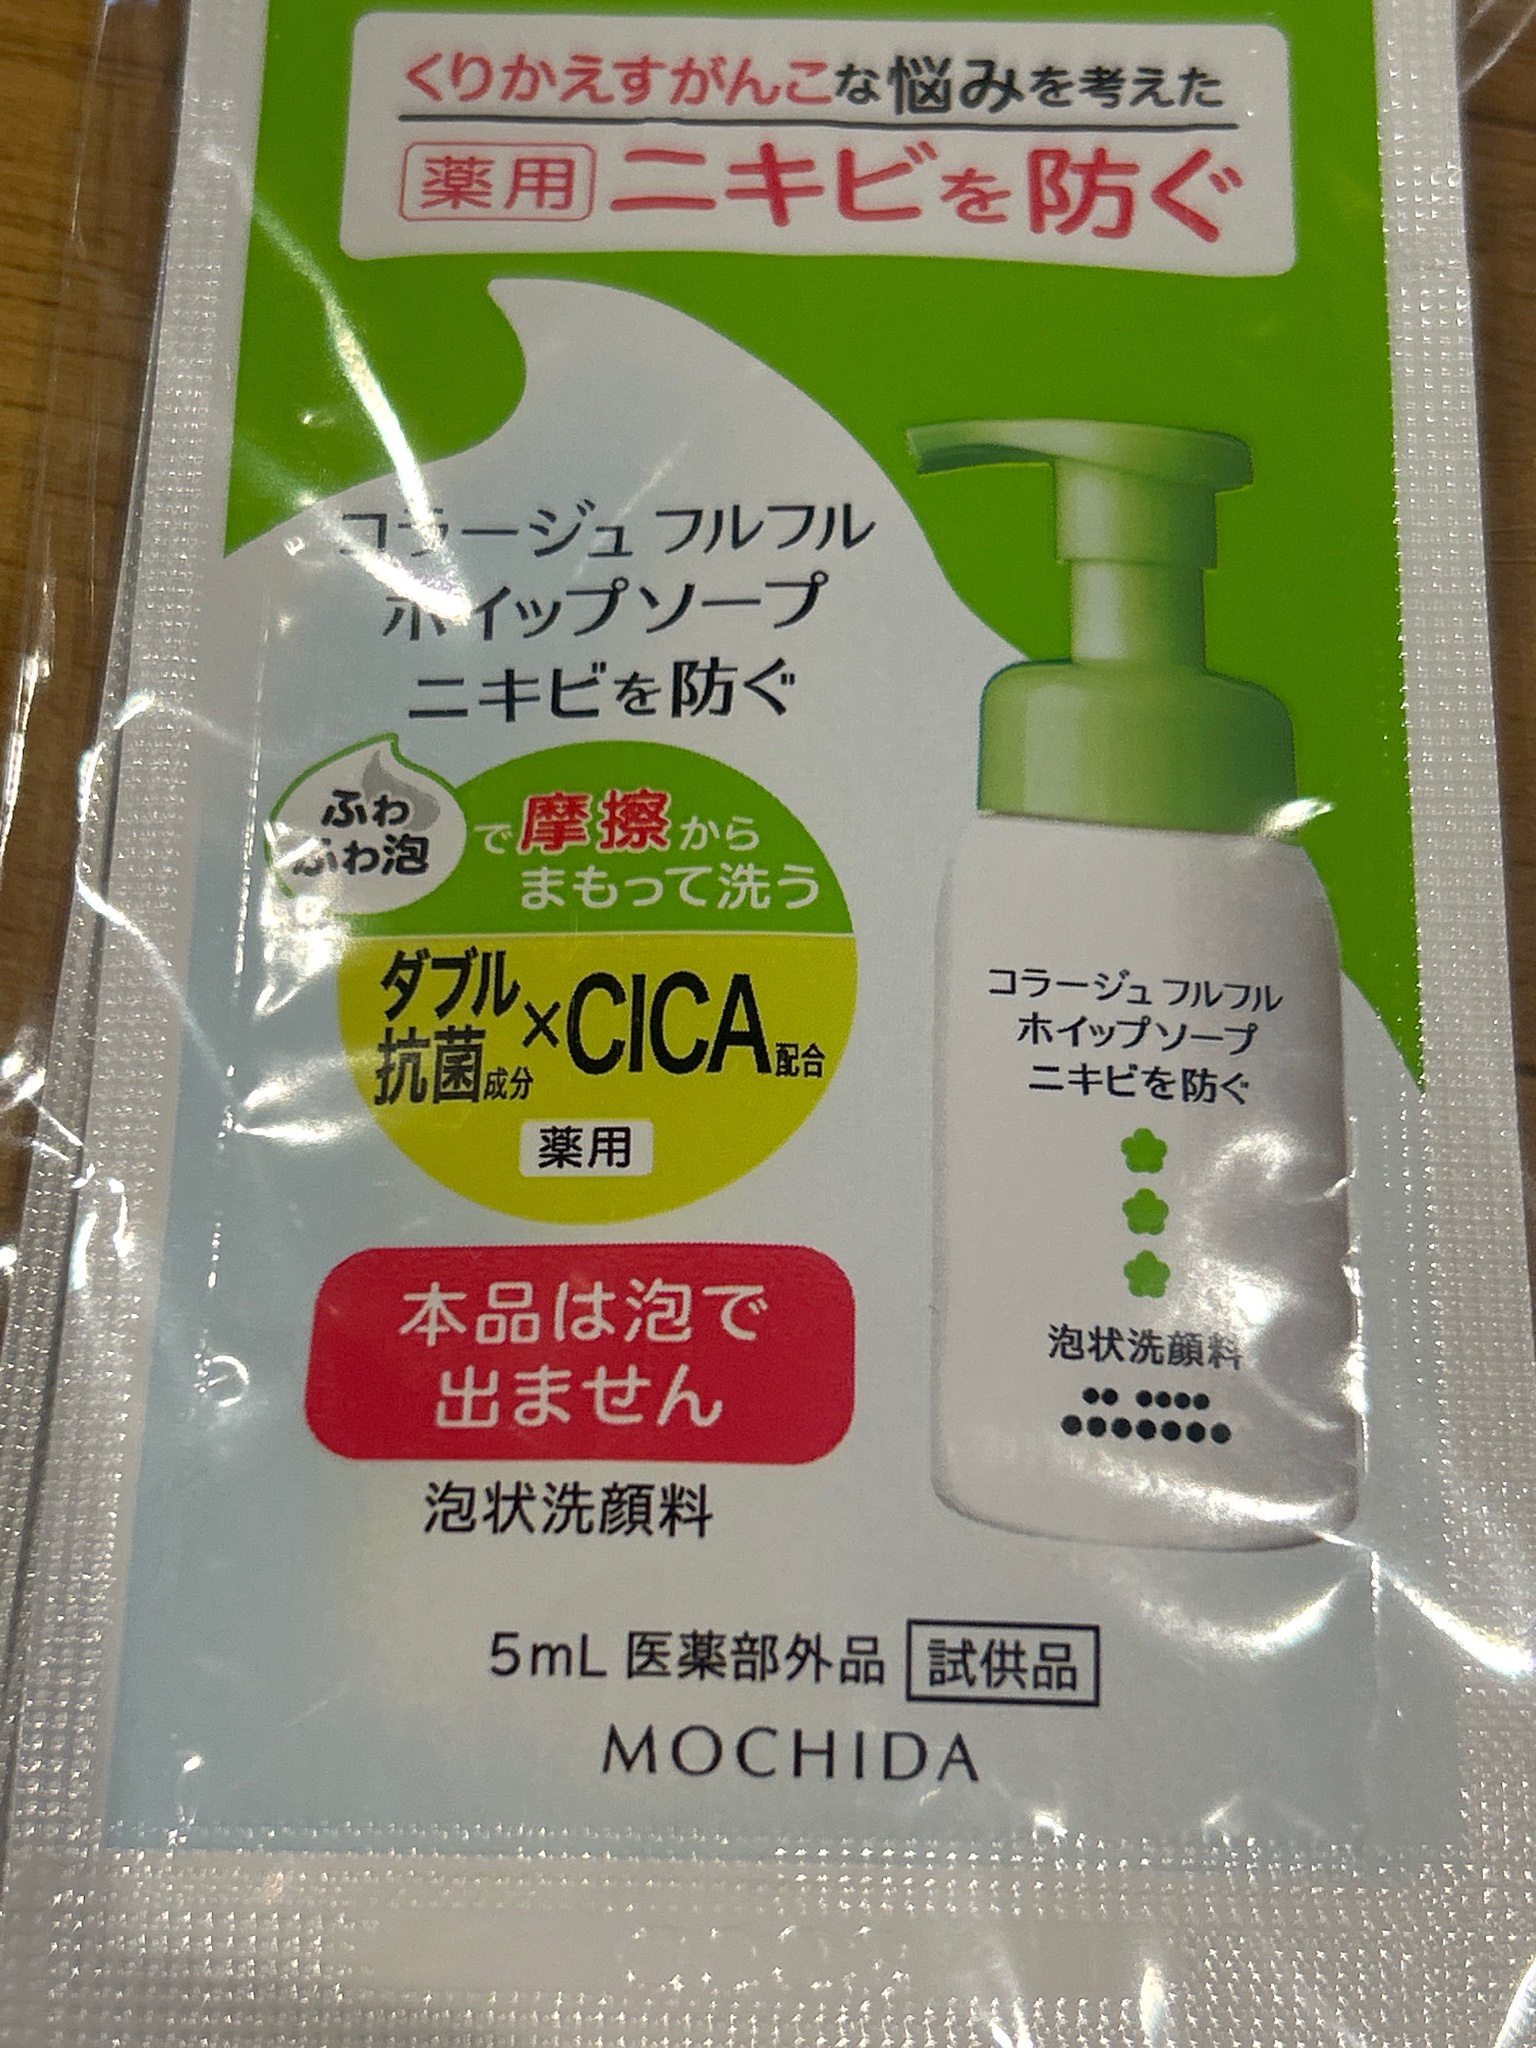 くりかえすがんこな悩みを考えた
薬用 ニキビを防ぐ
コラージュフルフル
ホイップソープ
ニキビを防ぐ
ふわ
ふわ泡
で摩擦から
まもって洗う
ダブル
抗菌成分
×CICA配合
薬用
本品は泡で
出ません
泡状洗顔料
コラージュフルフル
ホイップソープ
ニキビを防ぐ
泡状洗顔料
5mL 医薬部外品 試供品
MOCHIDA